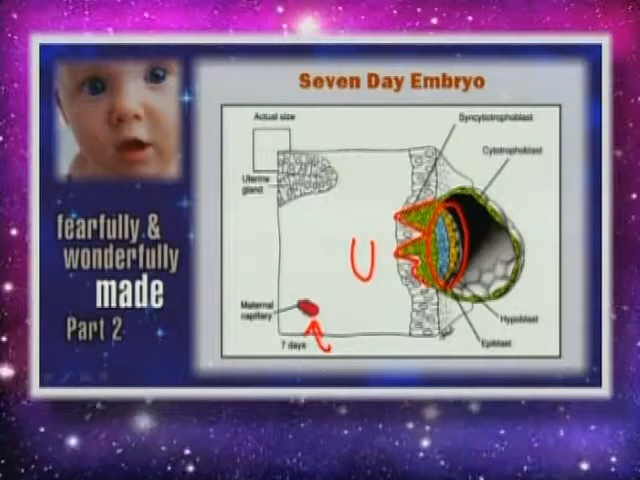 Seven Day Embryo
Actual size
Syncytiotrophoblast
Cytotrophoblast
Uterine
gland
fearfully &
wonderfully
made
Part 2
U
Maternal
capillary
7 days
Hypoblast
Epiblast